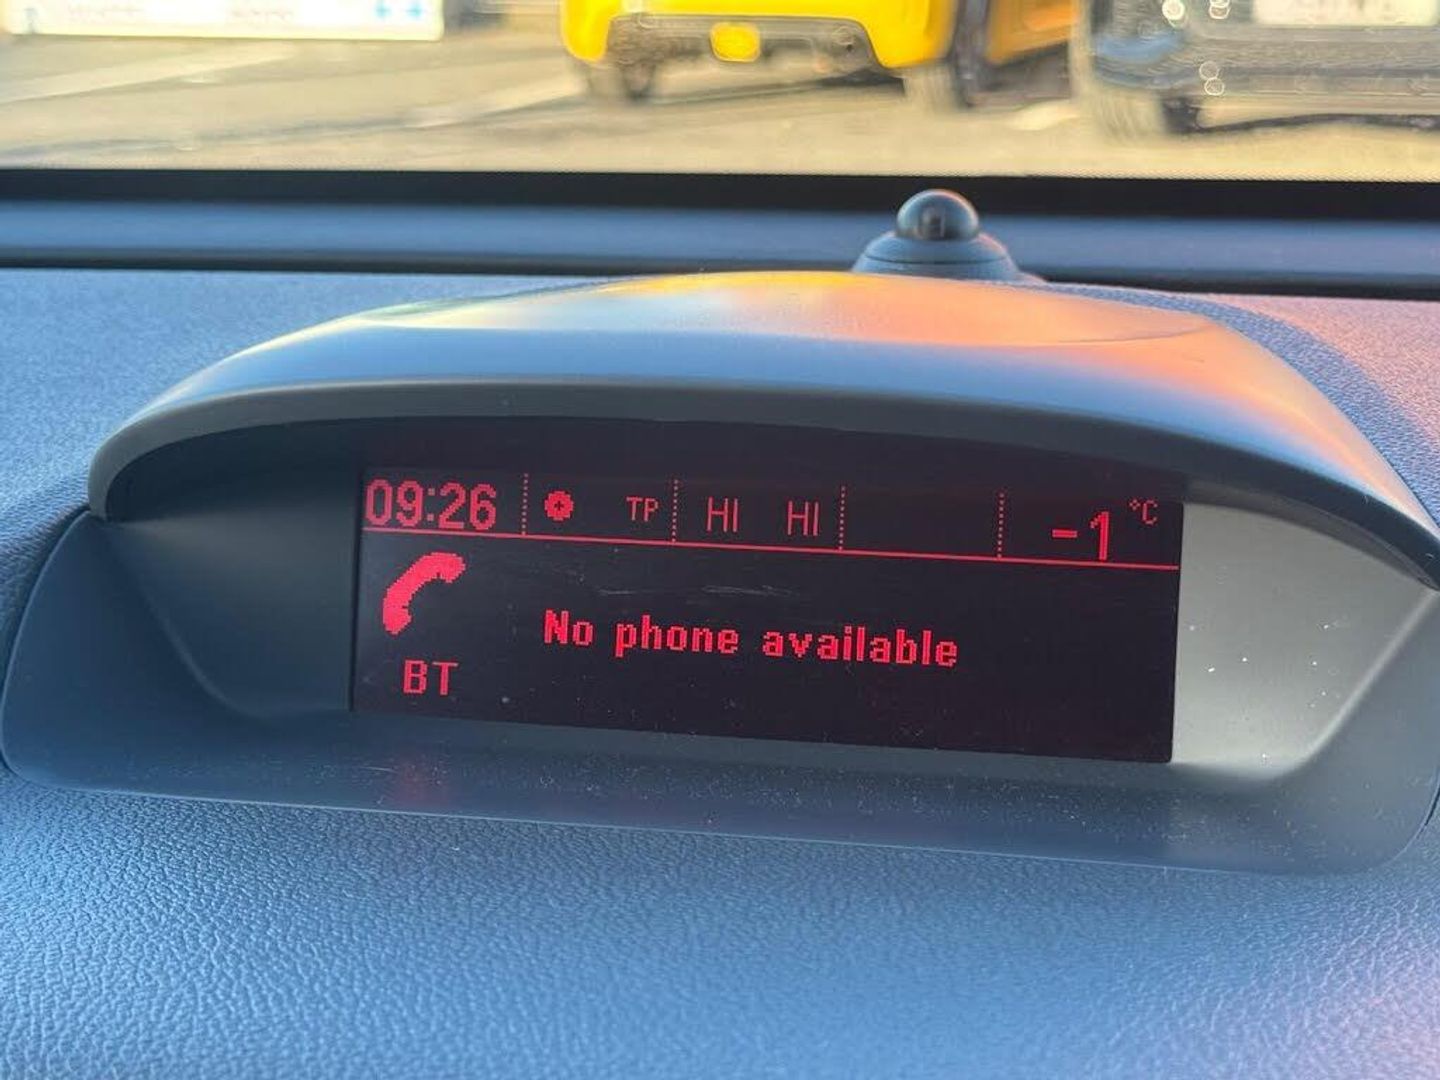 09:26 TP HI HI -1 °C
No phone available
BT